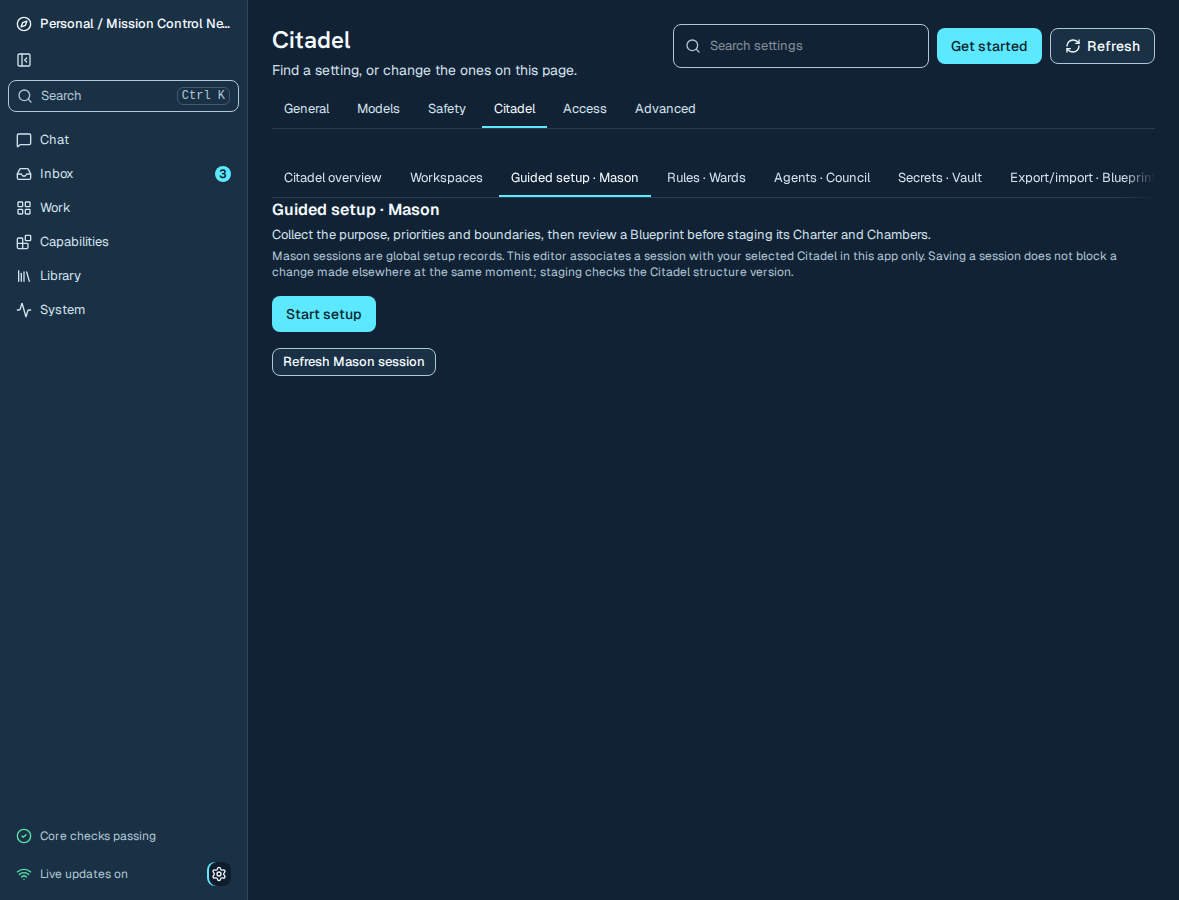 Personal / Mission Control Ne...
Search
Ctrl K
Chat
Inbox
3
Work
Capabilities
Library
System
Core checks passing
Live updates on
Citadel
Find a setting, or change the ones on this page.
Search settings
Get started
Refresh
General
Models
Safety
Citadel
Access
Advanced
Citadel overview
Workspaces
Guided setup · Mason
Rules · Wards
Agents · Council
Secrets · Vault
Export/import · Blueprin
Guided setup · Mason
Collect the purpose, priorities and boundaries, then review a Blueprint before staging its Charter and Chambers.
Mason sessions are global setup records. This editor associates a session with your selected Citadel in this app only. Saving a session does not block a
change made elsewhere at the same moment; staging checks the Citadel structure version.
Start setup
Refresh Mason session